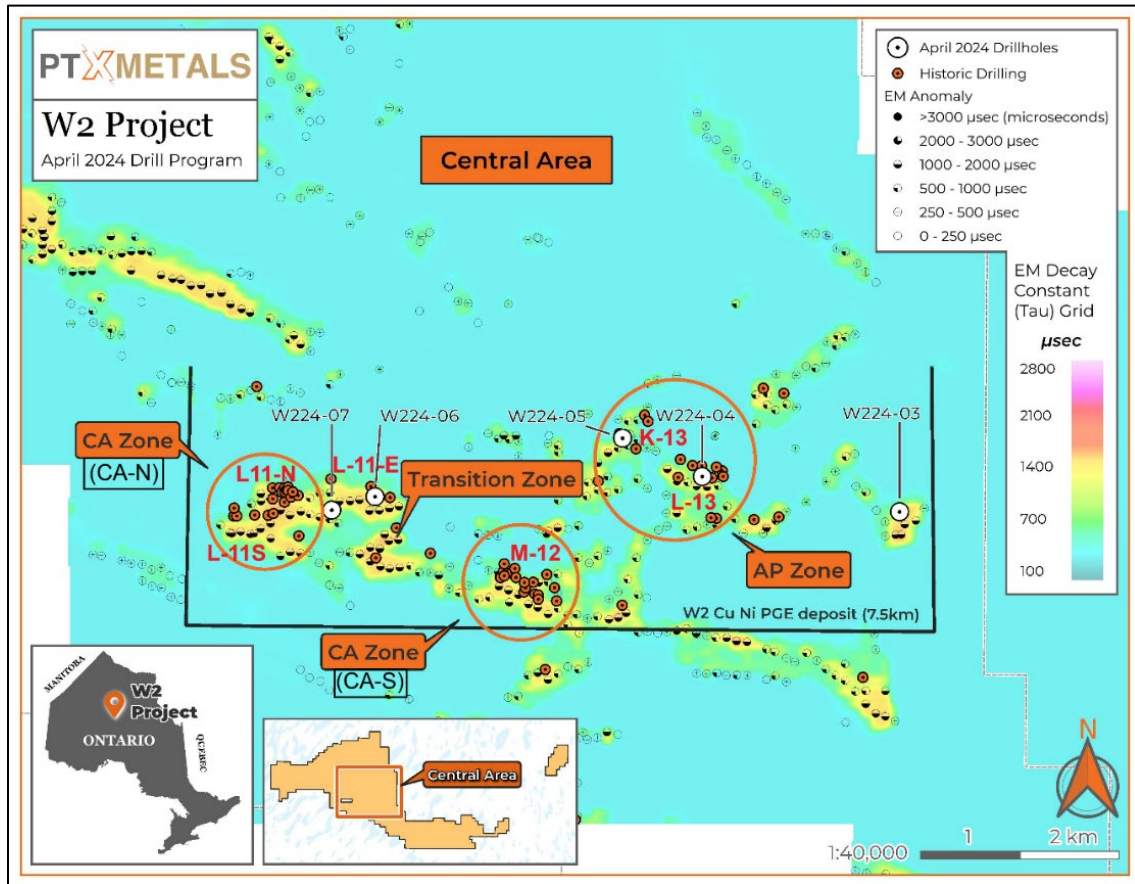 PTX METALS
W2 Project
April 2024 Drill Program
Central Area
April 2024 Drillholes
Historic Drilling
EM Anomaly
>3000 µsec (microseconds)
2000 - 3000 µsec
1000 - 2000 µsec
500 - 1000 µsec
250 - 500 µsec
0 - 250 µsec
EM Decay
Constant
(Tau) Grid
µsec
2800
2100
1400
700
100
W224-07
W224-06
W224-05
W224-04
W224-03
CA Zone
(CA-N)
L11-N
L-11-E
L-11S
Transition Zone
K-13
L-13
M-12
AP Zone
W2 Cu Ni PGE deposit (7.5km)
CA Zone
(CA-S)
MANITOBA
W2
Project
ONTARIO
QUEBEC
Central Area
N
1:40,000
1
2 km